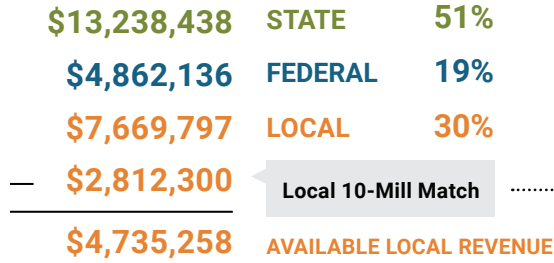 $13,238,438 STATE 51%
$4,862,136 FEDERAL 19%
$7,669,797 LOCAL 30%
— $2,812,300 Local 10-Mill Match ........
$4,735,258 AVAILABLE LOCAL REVENUE